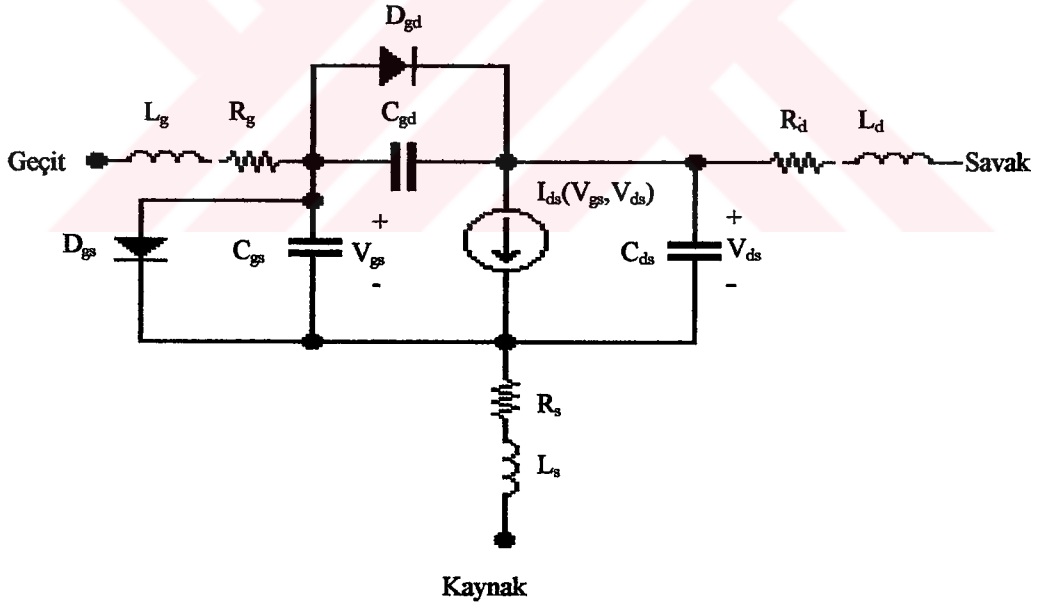 D_gd
L_g
R_g
C_gd
R_d
L_d
Geçit
Savak
I_ds(V_gs,V_ds)
D_gs
C_gs
+
V_gs
-
C_ds
+
V_ds
-
R_s
L_s
Kaynak